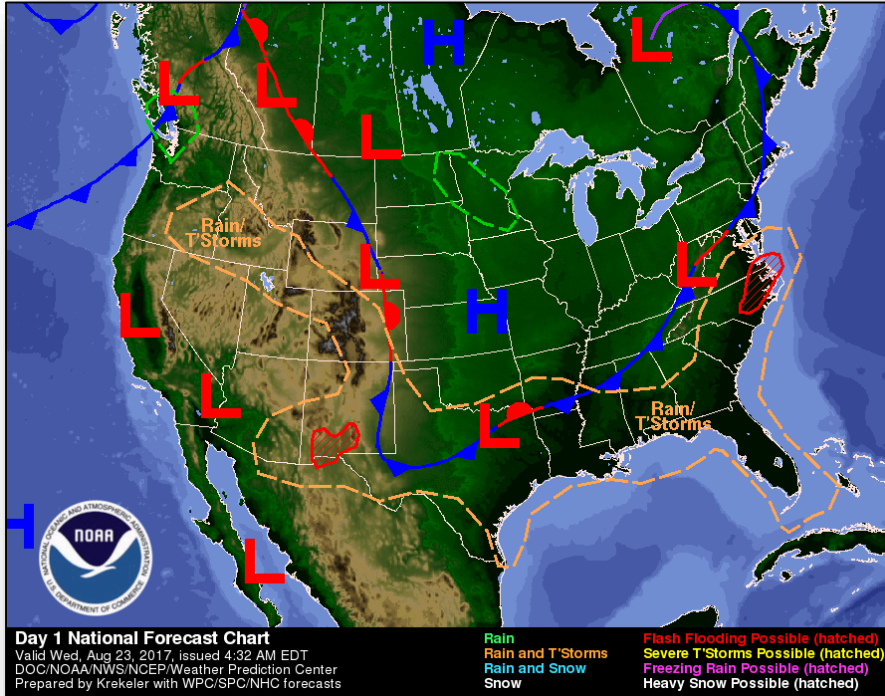 H
L
L
L
L
Rain/
T'Storms
L
L
H
L
L
L
Rain/
T'Storms
H
L
NATIONAL OCEANIC AND ATMOSPHERIC ADMINISTRATION
NOAA
U.S. DEPARTMENT OF COMMERCE
Day 1 National Forecast Chart
Valid Wed, Aug 23, 2017, issued 4:32 AM EDT
DOC/NOAA/NWS/NCEP/Weather Prediction Center
Prepared by Krekeler with WPC/SPC/NHC forecasts
Rain
Rain and T'Storms
Rain and Snow
Snow
Flash Flooding Possible (hatched)
Severe T'Storms Possible (hatched)
Freezing Rain Possible (hatched)
Heavy Snow Possible (hatched)